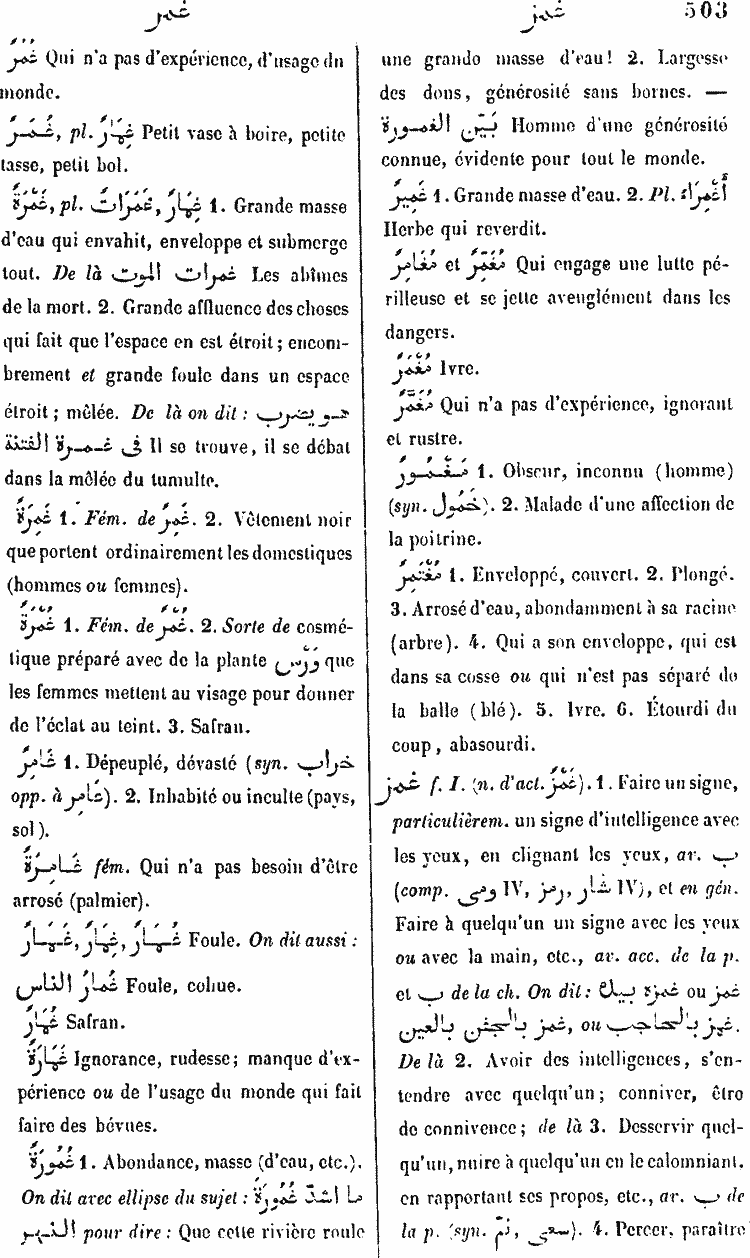 غمر
غمز
503
غَمَرٌ Qui n'a pas d'expérience, d'usage du
monde.
غُمَرٌ, pl. غِمَارٌ Petit vase à boire, petite
tasse, petit bol.
غَمْرَةٌ, pl. غَمَرَاتٌ, غِمَارٌ 1. Grande masse
d'eau qui envahit, enveloppe et submerge
tout. De là غمرات الموت Les abîmes
de la mort. 2. Grande affluence des choses
qui fait que l'espace en est étroit ; encom-
brement et grande foule dans un espace
étroit ; mêlée. De là on dit : هو يضرب
فى غمرة الفتنة Il se trouve, il se débat
dans la mêlée du tumulte.
غَمِرَةٌ 1. Fém. de غَمِرٌ. 2. Vêtement noir
que portent ordinairement les domestiques
(hommes ou femmes).
غُمْرَةٌ 1. Fém. de غُمْرٌ. 2. Sorte de cosmé-
tique préparé avec de la plante وَرْس que
les femmes mettent au visage pour donner
de l'éclat au teint. 3. Safran.
غَامِرٌ 1. Dépeuplé, dévasté (syn. خراب
opp. à عَامِر). 2. Inhabité ou inculte (pays,
sol).
غَامِرَةٌ fém. Qui n'a pas besoin d'être
arrosé (palmier).
غُمَارٌ, غِمَارٌ, غَمَارٌ Foule. On dit aussi :
غُمَارُ الناس Foule, cohue.
غُمَارٌ Safran.
غَمَارَةٌ Ignorance, rudesse; manque d'ex-
périence ou de l'usage du monde qui fait
faire des bévues.
غُمُورَةٌ 1. Abondance, masse (d'eau, etc.).
On dit avec ellipse du sujet : ما اشدّ غُمُورَةَ
النهر pour dire : Que cette rivière roule
une grande masse d'eau! 2. Largesse
des dons, générosité sans bornes. —
بَيّن الغمورة Homme d'une générosité
connue, évidente pour tout le monde.
غَمِيرٌ 1. Grande masse d'eau. 2. Pl. أَغْمِرَاءُ
Herbe qui reverdit.
مُغَامِرٌ et مُغَمِّرٌ Qui engage une lutte pé-
rilleuse et se jette aveuglément dans les
dangers.
مُغْمَرٌ Ivre.
مُغَمَّرٌ Qui n'a pas d'expérience, ignorant
et rustre.
مَغْمُورٌ 1. Obscur, inconnu (homme)
(syn. خَمُول). 2. Malade d'une affection de
la poitrine.
مُغْتَمِرٌ 1. Enveloppé, couvert. 2. Plongé.
3. Arrosé d'eau, abondamment à sa racine
(arbre). 4. Qui a son enveloppe, qui est
dans sa cosse ou qui n'est pas séparé de
la balle (blé). 5. Ivre. 6. Étourdi du
coup, abasourdi.
غمز f. I. (n. d'act. غَمْزٌ). 1. Faire un signe,
particulièrem. un signe d'intelligence avec
les yeux, en clignant les yeux, av. ب
(comp. ومى IV, رمز, شار IV), et en gén.
Faire à quelqu'un un signe avec les yeux
ou avec la main, etc., av. acc. de la p.
et ب de la ch. On dit : غمزه بيدك ou غمز
بالعين بالجفن غمز, ou بالحاجب غمز.
De là 2. Avoir des intelligences, s'en-
tendre avec quelqu'un; conniver, être
de connivence; de là 3. Desservir quel-
qu'un, nuire à quelqu'un en le calomniant,
en rapportant ses propos, etc., av. ب de
la p. (syn. نمّ, سعى). 4. Percer, paraître